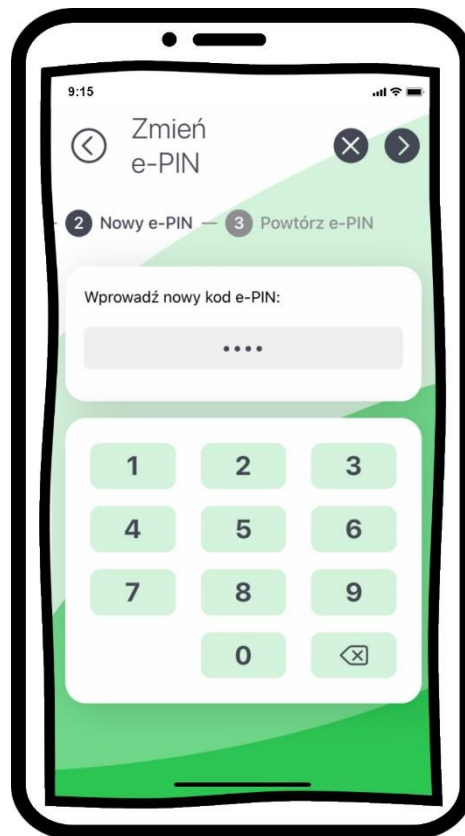 9:15
Zmień
e-PIN
2 Nowy e-PIN — 3 Powtórz e-PIN
Wprowadź nowy kod e-PIN:
••••
1 2 3
4 5 6
7 8 9
0